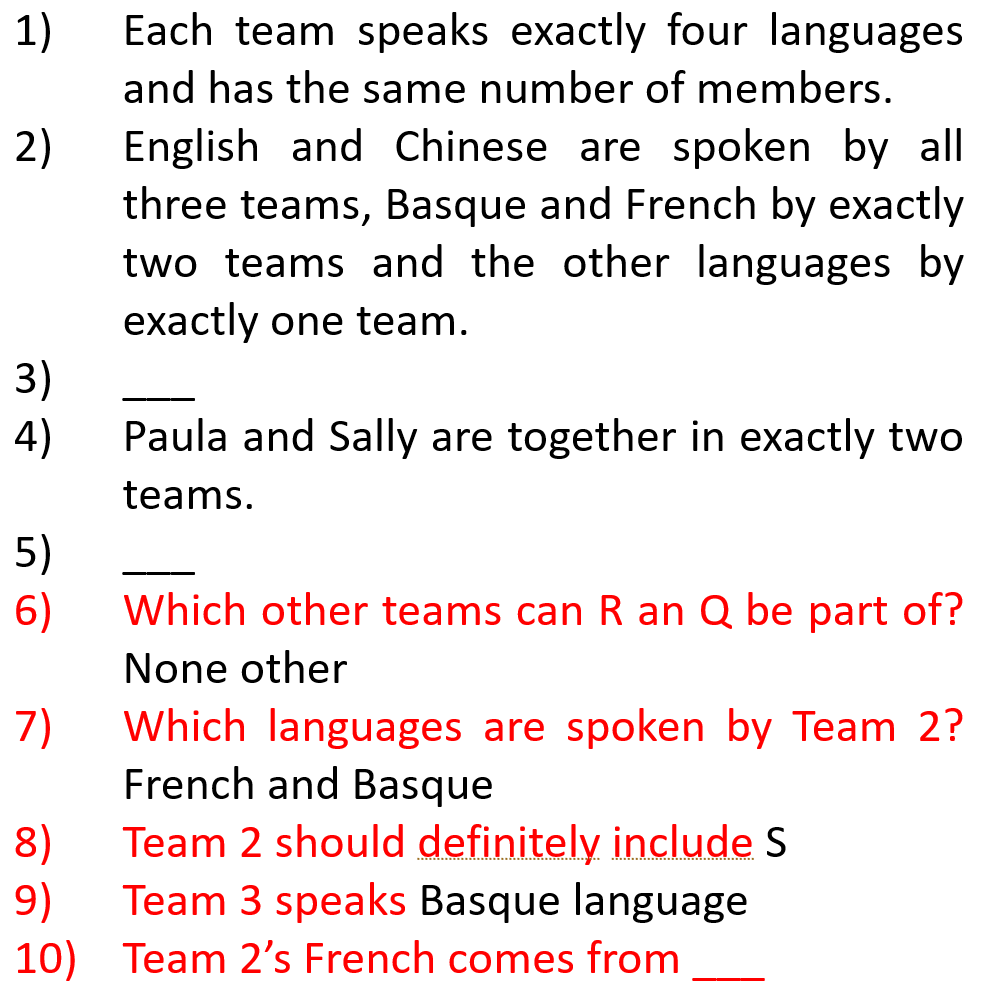 1) Each team speaks exactly four languages
and has the same number of members.
2) English and Chinese are spoken by all
three teams, Basque and French by exactly
two teams and the other languages by
exactly one team.
3) ___
4) Paula and Sally are together in exactly two
teams.
5) ___
6) Which other teams can R an Q be part of?
None other
7) Which languages are spoken by Team 2?
French and Basque
8) Team 2 should definitely include S
9) Team 3 speaks Basque language
10) Team 2’s French comes from ___